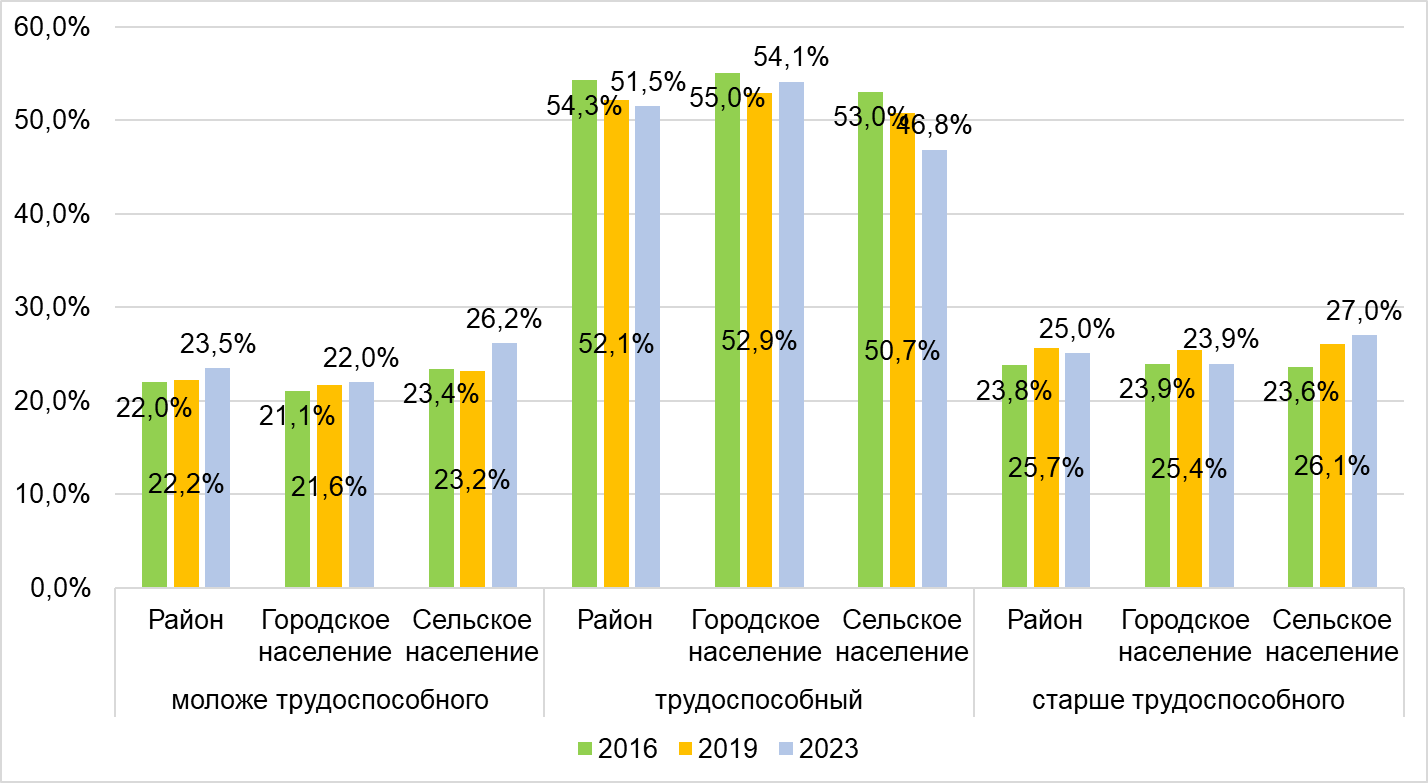 60,0%
50,0%
40,0%
30,0%
20,0%
10,0%
0,0%
22,0%
22,2%
23,5%
21,1%
21,6%
22,0%
23,4%
23,2%
26,2%
54,3%
52,1%
51,5%
55,0%
52,9%
54,1%
53,0%
50,7%
46,8%
23,8%
25,7%
25,0%
23,9%
25,4%
23,9%
23,6%
26,1%
27,0%
Район
Городское
население
Сельское
население
Район
Городское
население
Сельское
население
Район
Городское
население
Сельское
население
моложе трудоспособного
трудоспособный
старше трудоспособного
2016
2019
2023